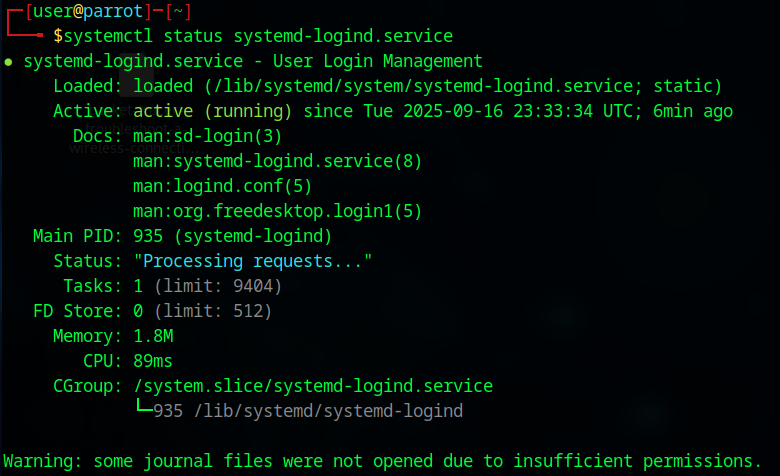 ┌─[user@parrot]─[~]
└──╼ $systemctl status systemd-logind.service
● systemd-logind.service - User Login Management
Loaded: loaded (/lib/systemd/system/systemd-logind.service; static)
Active: active (running) since Tue 2025-09-16 23:33:34 UTC; 6min ago
Docs: man:sd-login(3)
man:systemd-logind.service(8)
man:logind.conf(5)
man:org.freedesktop.login1(5)
Main PID: 935 (systemd-logind)
Status: "Processing requests..."
Tasks: 1 (limit: 9404)
FD Store: 0 (limit: 512)
Memory: 1.8M
CPU: 89ms
CGroup: /system.slice/systemd-logind.service
└─935 /lib/systemd/systemd-logind
Warning: some journal files were not opened due to insufficient permissions.